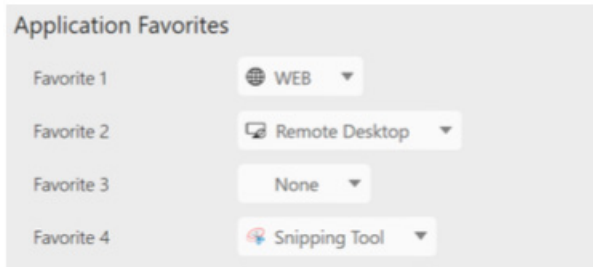 Application Favorites
Favorite 1 WEB
Favorite 2 Remote Desktop
Favorite 3 None
Favorite 4 Snipping Tool